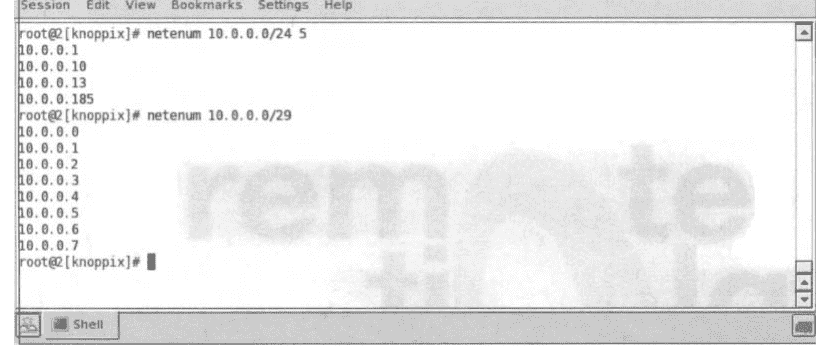 Session Edit View Bookmarks Settings Help
root@2[knoppix]# netenum 10.0.0.0/24 5
10.0.0.1
10.0.0.10
10.0.0.13
10.0.0.185
root@2[knoppix]# netenum 10.0.0.0/29
10.0.0.0
10.0.0.1
10.0.0.2
10.0.0.3
10.0.0.4
10.0.0.5
10.0.0.6
10.0.0.7
root@2[knoppix]#
Shell